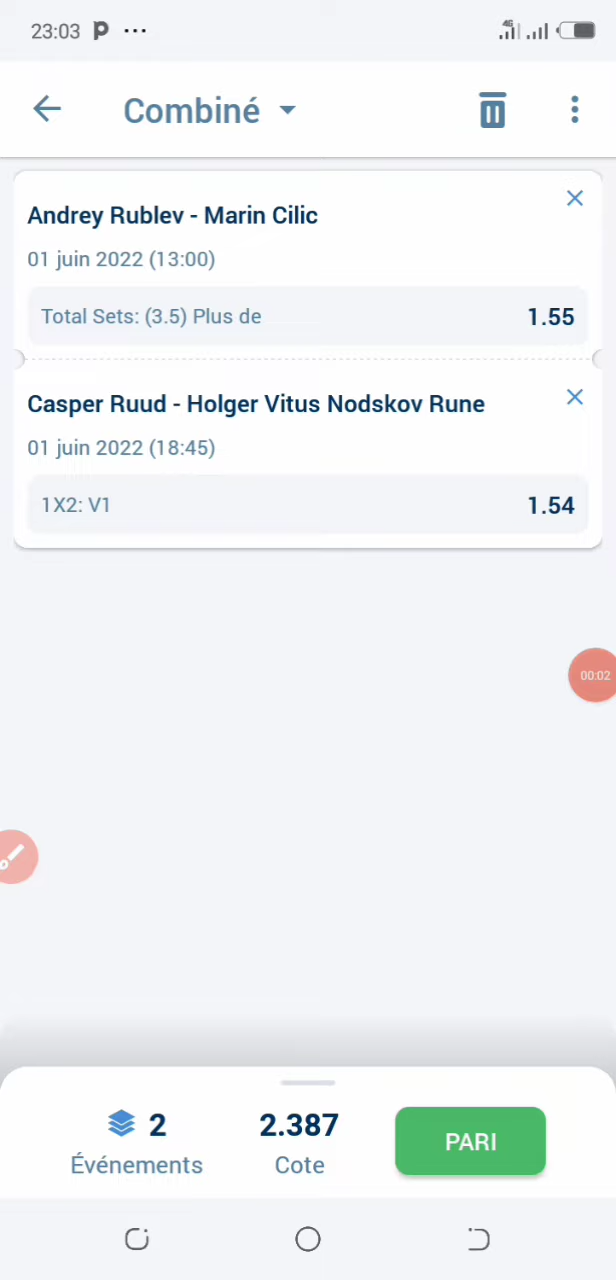 23:03
4G
Combiné
Andrey Rublev - Marin Cilic
01 juin 2022 (13:00)
Total Sets: (3.5) Plus de 1.55
Casper Ruud - Holger Vitus Nodskov Rune
01 juin 2022 (18:45)
1X2: V1 1.54
00:02
2 2.387
Événements Cote
PARI